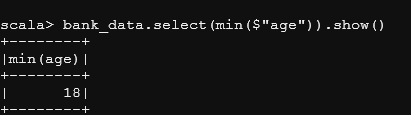 scala> bank_data.select(min($"age")).show()
+--------+
|min(age)|
+--------+
|      18|
+--------+